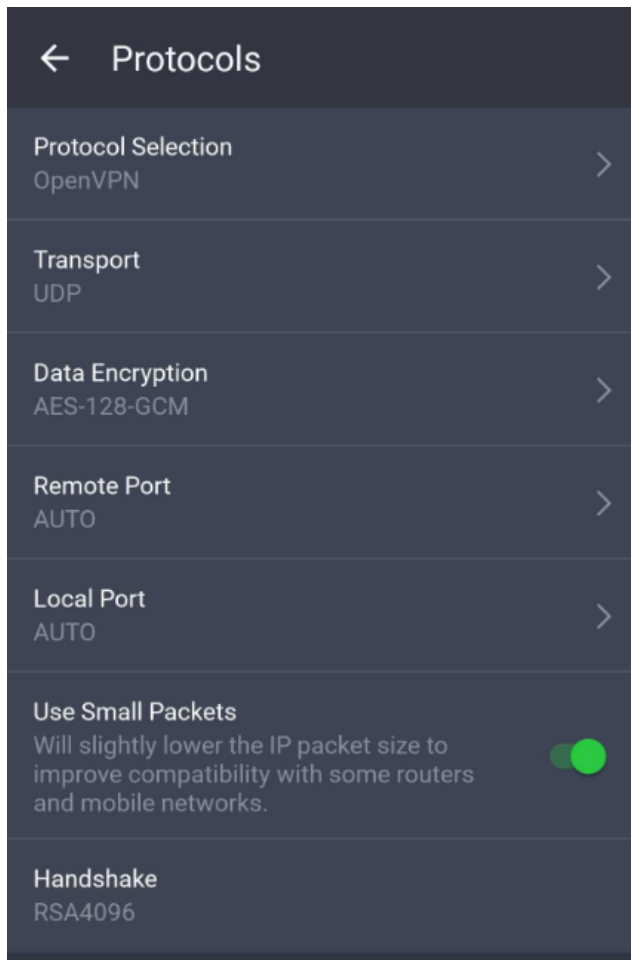 Protocols
Protocol Selection
OpenVPN
Transport
UDP
Data Encryption
AES-128-GCM
Remote Port
AUTO
Local Port
AUTO
Use Small Packets
Will slightly lower the IP packet size to
improve compatibility with some routers
and mobile networks.
Handshake
RSA4096